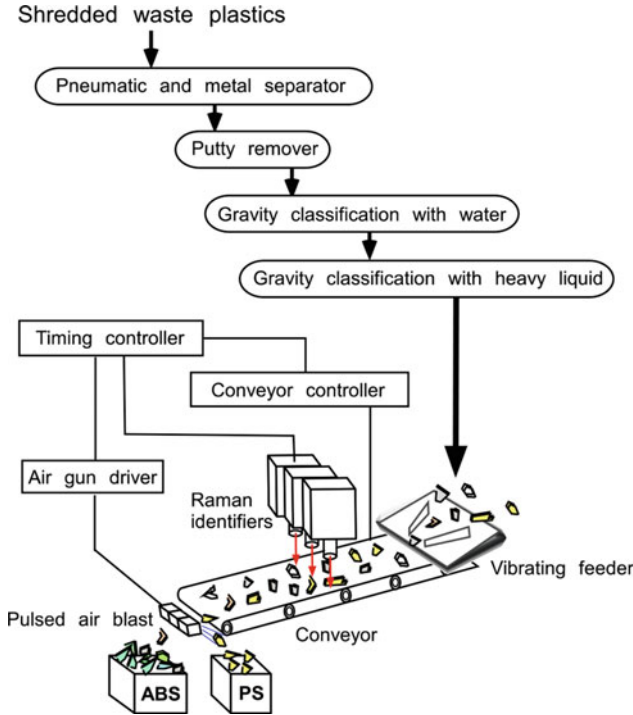 Shredded waste plastics
Pneumatic and metal separator
Putty remover
Gravity classification with water
Gravity classification with heavy liquid
Timing controller
Conveyor controller
Air gun driver
Raman
identifiers
Vibrating feeder
Pulsed air blast
Conveyor
ABS
PS